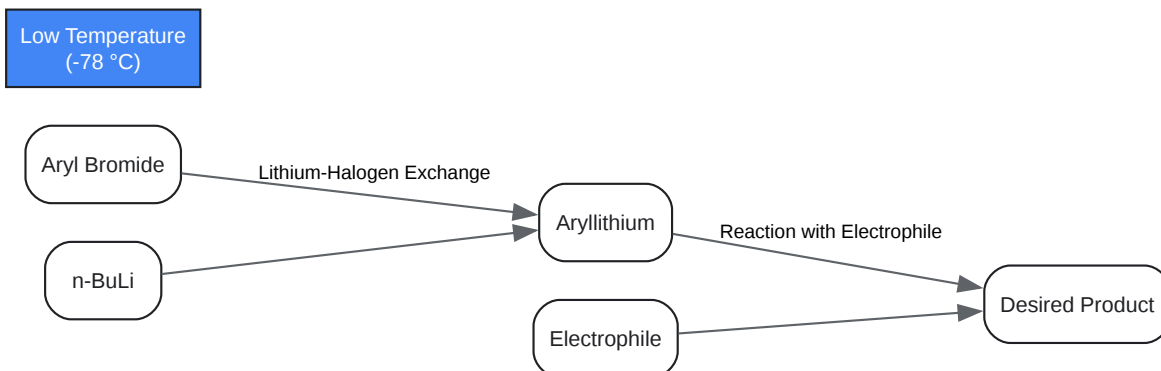 Low Temperature
(-78 °C)
Aryl Bromide
Lithium-Halogen Exchange
n-BuLi
Aryllithium
Reaction with Electrophile
Electrophile
Desired Product